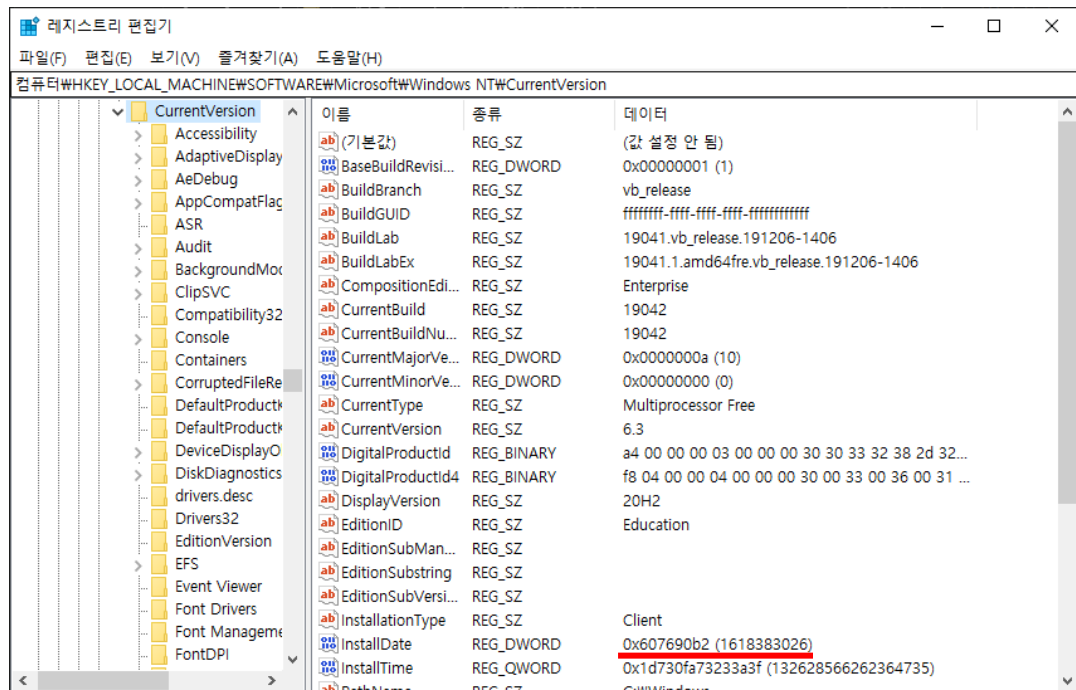 레지스트리 편집기
파일(F) 편집(E) 보기(V) 즐겨찾기(A) 도움말(H)
컴퓨터₩HKEY_LOCAL_MACHINE₩SOFTWARE₩Microsoft₩Windows NT₩CurrentVersion
CurrentVersion
Accessibility
AdaptiveDisplay
AeDebug
AppCompatFlag
ASR
Audit
BackgroundMod
ClipSVC
Compatibility32
Console
Containers
CorruptedFileRe
DefaultProductK
DefaultProductK
DeviceDisplayO
DiskDiagnostics
drivers.desc
Drivers32
EditionVersion
EFS
Event Viewer
Font Drivers
Font Manageme
FontDPI
이름 종류 데이터
(기본값) REG_SZ (값 설정 안 됨)
BaseBuildRevisi... REG_DWORD 0x00000001 (1)
BuildBranch REG_SZ vb_release
BuildGUID REG_SZ ffffffff-ffff-ffff-ffff-ffffffffffff
BuildLab REG_SZ 19041.vb_release.191206-1406
BuildLabEx REG_SZ 19041.1.amd64fre.vb_release.191206-1406
CompositionEdi... REG_SZ Enterprise
CurrentBuild REG_SZ 19042
CurrentBuildNu... REG_SZ 19042
CurrentMajorVe... REG_DWORD 0x0000000a (10)
CurrentMinorVe... REG_DWORD 0x00000000 (0)
CurrentType REG_SZ Multiprocessor Free
CurrentVersion REG_SZ 6.3
DigitalProductId REG_BINARY a4 00 00 00 03 00 00 00 30 30 33 32 38 2d 32...
DigitalProductId4 REG_BINARY f8 04 00 00 04 00 00 00 30 00 33 00 36 00 31 ...
DisplayVersion REG_SZ 20H2
EditionID REG_SZ Education
EditionSubMan... REG_SZ
EditionSubstring REG_SZ
EditionSubVersi... REG_SZ
InstallationType REG_SZ Client
InstallDate REG_DWORD 0x607690b2 (1618383026)
InstallTime REG_QWORD 0x1d730fa73233a3f (132628566262364735)